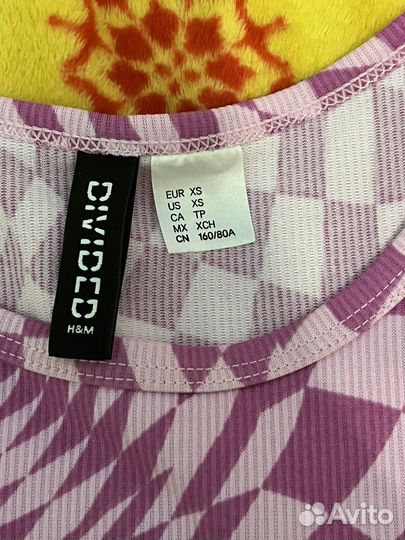 DIVIDED
H&M
EUR XS
US XS
CA TP
MX XCH
CN 160/80A
Avito